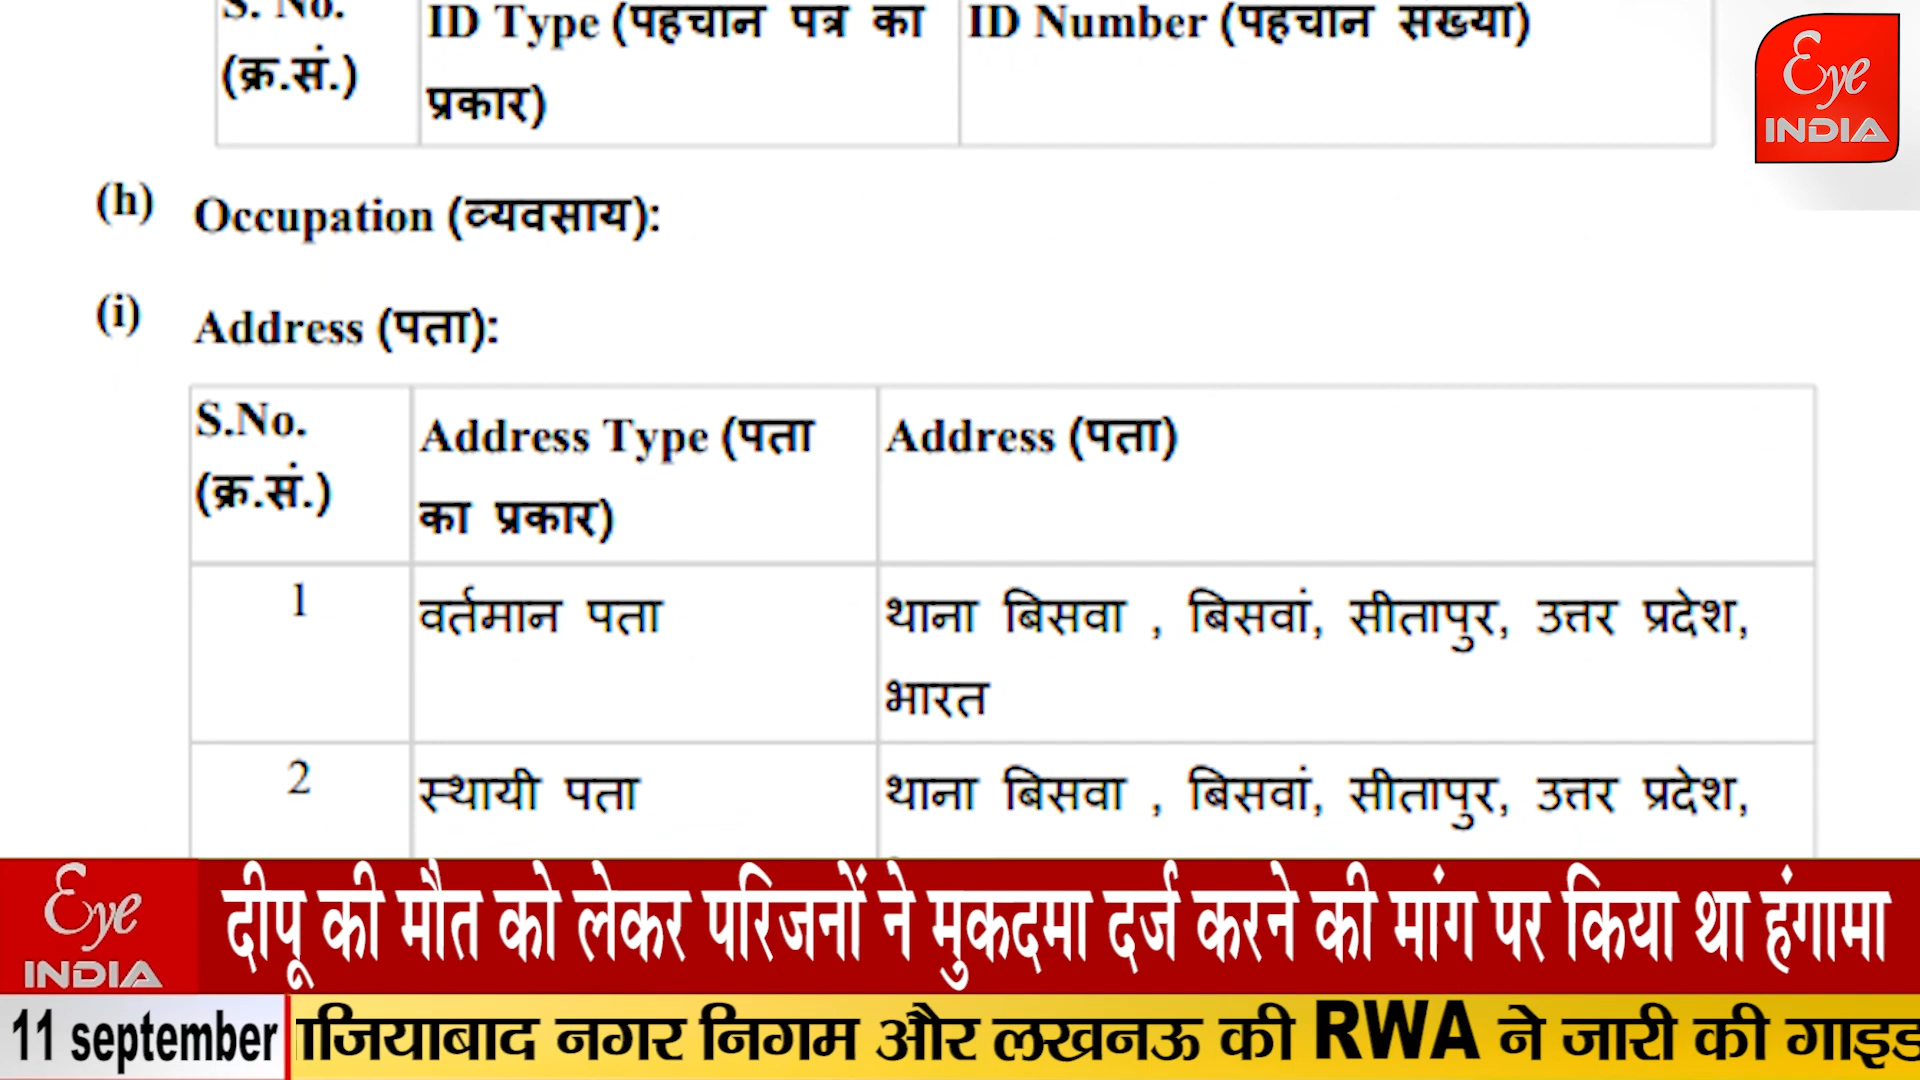 S. No. ID Type (पहचान पत्र का ID Number (पहचान संख्या)
(क्र.सं.) प्रकार)
Eye
INDIA
(h) Occupation (व्यवसाय):
(i) Address (पता):
S.No. Address Type (पता Address (पता)
(क्र.सं.) का प्रकार)
1 वर्तमान पता थाना बिसवा , बिसवां, सीतापुर, उत्तर प्रदेश,
भारत
2 स्थायी पता थाना बिसवा , बिसवां, सीतापुर, उत्तर प्रदेश,
Eye
INDIA
दीपू की मौत को लेकर परिजनों ने मुकदमा दर्ज करने की मांग पर किया था हंगामा
11 september
नगर निगम और लखनऊ की RWA ने जारी की